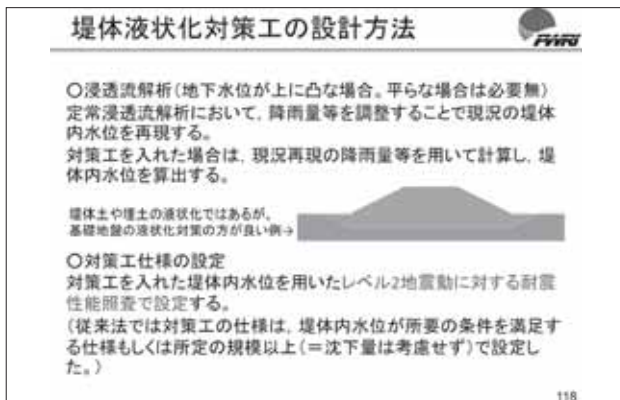 堤体液状化対策工の設計方法
PWRI
○浸透流解析(地下水位が上に凸な場合。平らな場合は必要無)
定常浸透流解析において, 降雨量等を調整することで現況の堤体
内水位を再現する。
対策工を入れた場合は, 現況再現の降雨量等を用いて計算し, 堤
体内水位を算出する。
堤体土や埋土の液状化ではあるが、
基礎地盤の液状化対策の方が良い例→
○対策工仕様の設定
対策工を入れた堤体内水位を用いたレベル2地震動に対する耐震
性能照査で設定する。
(従来法では対策工の仕様は, 堤体内水位が所要の条件を満足す
る仕様もしくは所定の規模以上(=沈下量は考慮せず)で設定し
た。)
118